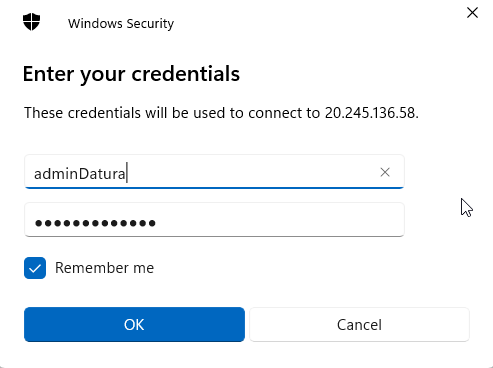 Windows Security
Enter your credentials
These credentials will be used to connect to 20.245.136.58.
adminDatura
●●●●●●●●●●●●●
Remember me
OK
Cancel